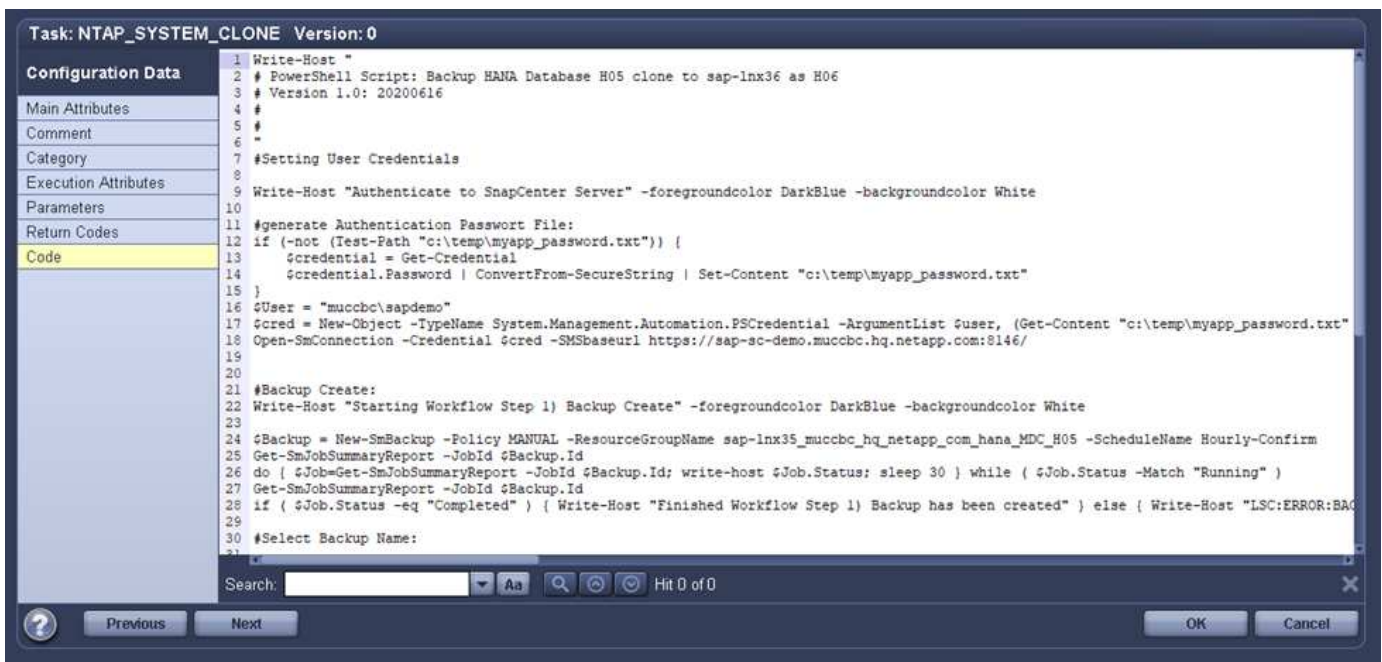 Task: NTAP_SYSTEM_CLONE Version: 0
Configuration Data
Main Attributes
Comment
Category
Execution Attributes
Parameters
Return Codes
Code
1 Write-Host "
2 # PowerShell Script: Backup HANA Database H05 clone to sap-lnx36 as H06
3 # Version 1.0: 20200616
4 #
5 #
6 "
7 #Setting User Credentials
8
9 Write-Host "Authenticate to SnapCenter Server" -foregroundcolor DarkBlue -backgroundcolor White
10
11 #generate Authentication Passwort File:
12 if (-not (Test-Path "c:\temp\myapp_password.txt")) {
13 $credential = Get-Credential
14 $credential.Password | ConvertFrom-SecureString | Set-Content "c:\temp\myapp_password.txt"
15 }
16 $User = "muccbc\sapdemo"
17 $cred = New-Object -TypeName System.Management.Automation.PSCredential -ArgumentList $user, (Get-Content "c:\temp\myapp_password.txt"
18 Open-SmConnection -Credential $cred -SMSbaseurl https://sap-sc-demo.muccbc.hq.netapp.com:8146/
19
20
21 #Backup Create:
22 Write-Host "Starting Workflow Step 1) Backup Create" -foregroundcolor DarkBlue -backgroundcolor White
23
24 $Backup = New-SmBackup -Policy MANUAL -ResourceGroupName sap-lnx35_muccbc_hq_netapp_com_hana_MDC_H05 -ScheduleName Hourly-Confirm
25 Get-SmJobSummaryReport -JobId $Backup.Id
26 do { $Job=Get-SmJobSummaryReport -JobId $Backup.Id; write-host $Job.Status; sleep 30 } while ( $Job.Status -Match "Running" )
27 Get-SmJobSummaryReport -JobId $Backup.Id
28 if ( $Job.Status -eq "Completed" ) { Write-Host "Finished Workflow Step 1) Backup has been created" } else { Write-Host "LSC:ERROR:BAC
29
30 #Select Backup Name:
31
Search: Aa Hit 0 of 0
? Previous Next OK Cancel